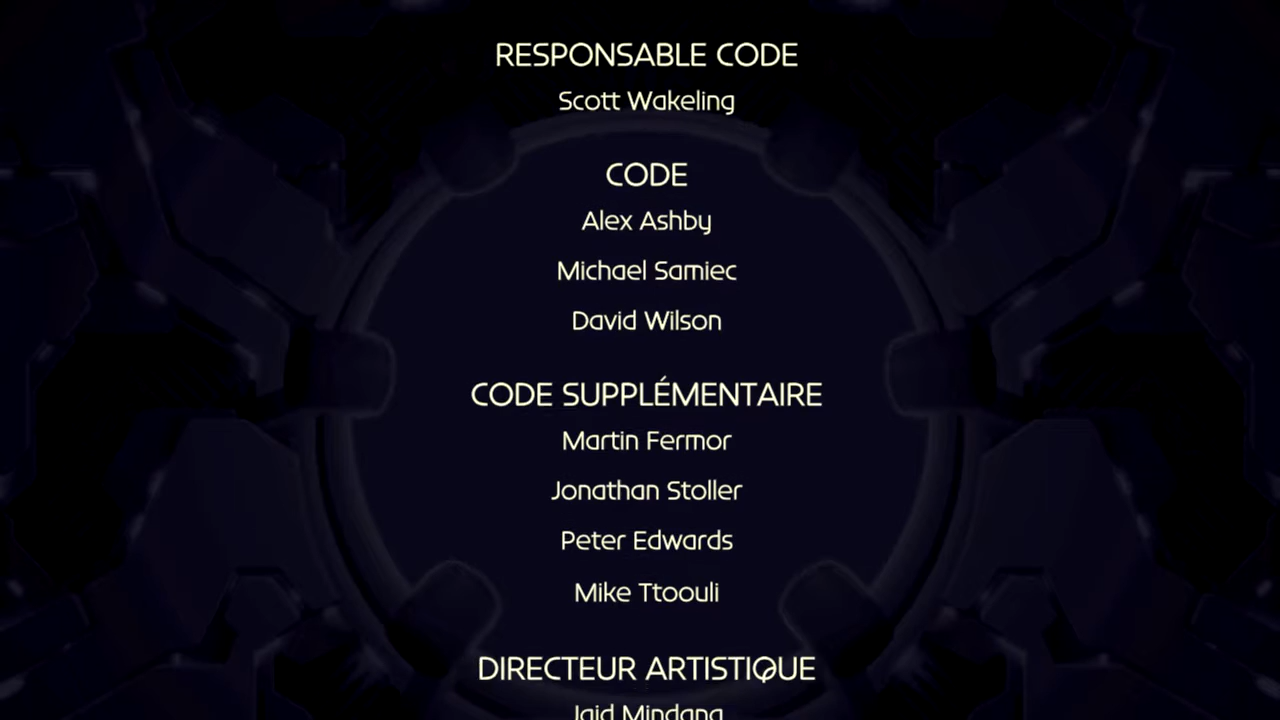 RESPONSABLE CODE
Scott Wakeling
CODE
Alex Ashby
Michael Samiec
David Wilson
CODE SUPPLÉMENTAIRE
Martin Fermor
Jonathan Stoller
Peter Edwards
Mike Ttoouli
DIRECTEUR ARTISTIQUE
Mindang